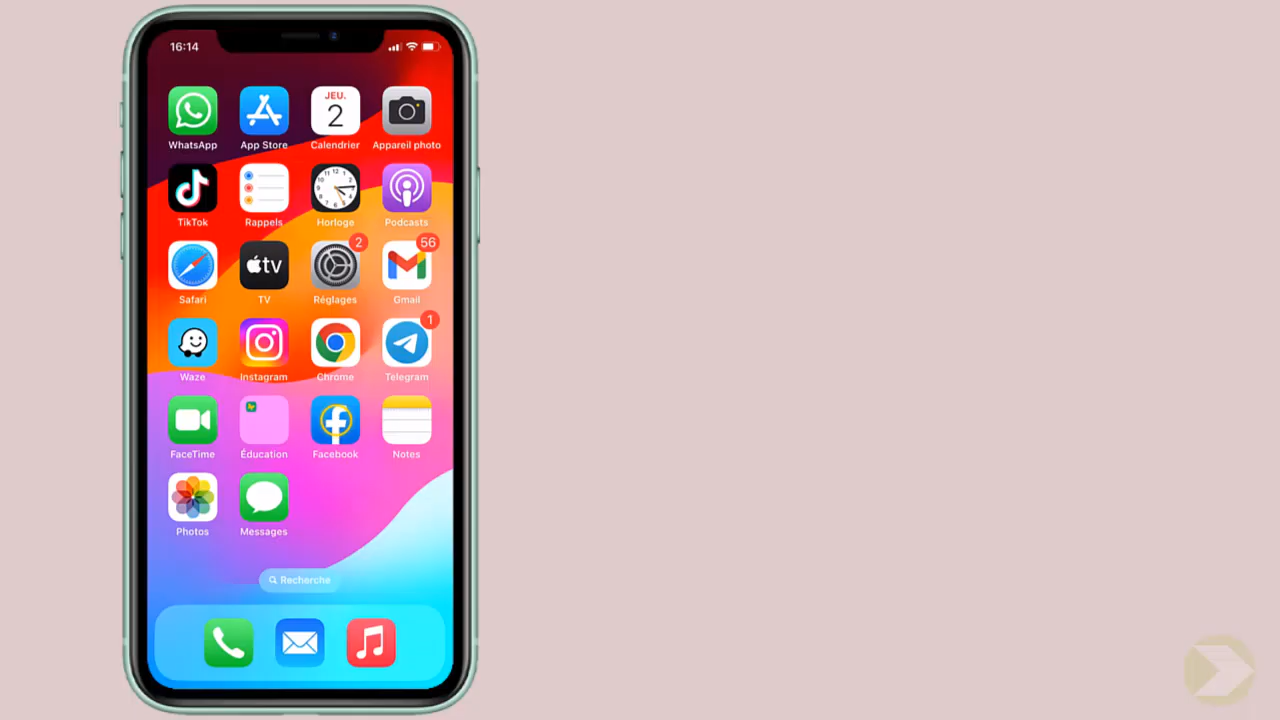 16:14
JEU.
2
WhatsApp App Store Calendrier Appareil photo
TikTok Rappels Horloge Podcasts
2 56
tv
Safari TV Réglages Gmail
1
Waze Instagram Chrome Telegram
FaceTime Éducation Facebook Notes
Photos Messages
Recherche